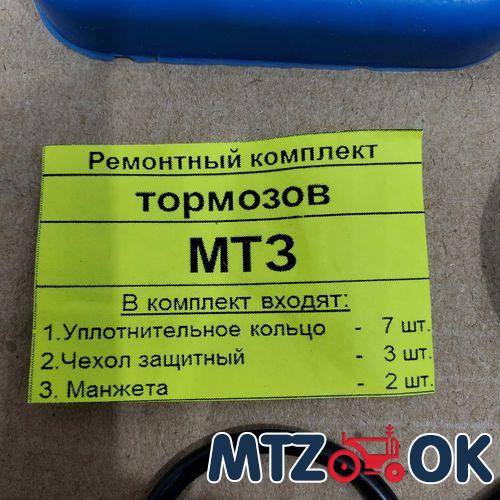 Ремонтный комплект
тормозов
МТЗ
В комплект входят:
1.Уплотнительное кольцо - 7 шт.
2.Чехол защитный - 3 шт.
3. Манжета - 2 шт.
MTZ OK